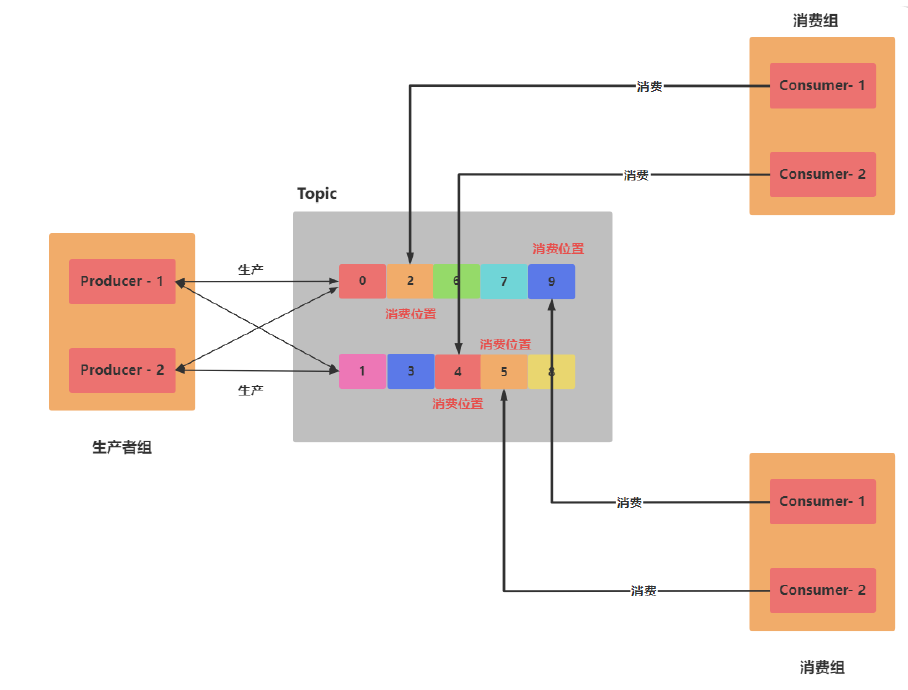 消费组
Consumer- 1
消费
Consumer- 2
消费
Topic
消费位置
生产
Producer - 1
0
2
6
7
9
消费位置
消费位置
Producer - 2
1
3
4
5
8
生产
消费位置
生产者组
Consumer- 1
消费
Consumer- 2
消费
消费组